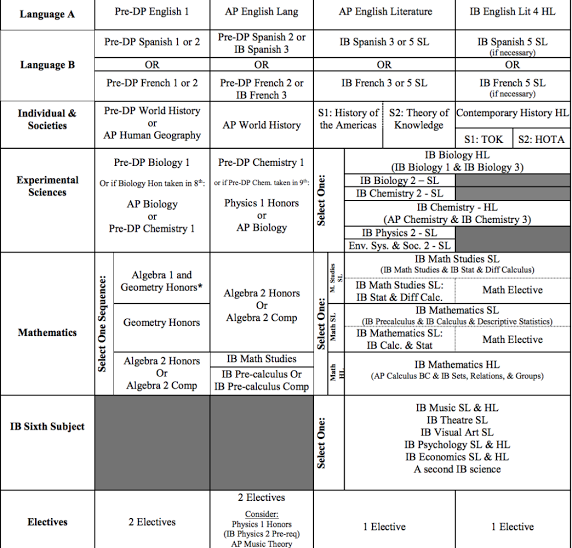 Language A
Pre-DP English 1
AP English Lang
AP English Literature
IB English Lit 4 HL
Language B
Pre-DP Spanish 1 or 2
OR
Pre-DP French 1 or 2
Pre-DP Spanish 2 or
IB Spanish 3
OR
Pre-DP French 2 or
IB French 3
IB Spanish 3 or 5 SL
OR
IB French 3 or 5 SL
IB Spanish 5 SL
(if necessary)
OR
IB French 5 SL
(if necessary)
Individual &
Societies
Pre-DP World History
or
AP Human Geography
AP World History
S1: History of
the Americas
S2: Theory of
Knowledge
Contemporary History HL
S1: TOK
S2: HOTA
Experimental
Sciences
Pre-DP Biology 1
Or if Biology Hon taken in 8th:
AP Biology
or
Pre-DP Chemistry 1
Pre-DP Chemistry 1
or if Pre-DP Chem. taken in 9th:
Physics 1 Honors
or
AP Biology
Select One:
IB Biology HL
(IB Biology 1 & IB Biology 3)
IB Biology 2 – SL
IB Chemistry 2 - SL
IB Chemistry - HL
(AP Chemistry & IB Chemistry 3)
IB Physics 2 - SL
Env. Sys. & Soc. 2 - SL
Mathematics
Select One Sequence:
Algebra 1 and
Geometry Honors*
Geometry Honors
Algebra 2 Honors
Or
Algebra 2 Comp
Algebra 2 Honors
Or
Algebra 2 Comp
IB Math Studies
IB Pre-calculus Or
IB Pre-calculus Comp
Select One:
M. Studies
SL
Math SL
Math
HL
IB Math Studies SL
(IB Math Studies & IB Stat & Diff Calculus)
IB Math Studies SL:
IB Stat & Diff Calc.
Math Elective
IB Mathematics SL
(IB Precalculus & IB Calculus & Descriptive Statistics)
IB Mathematics SL:
IB Calc. & Stat
Math Elective
IB Mathematics HL
(AP Calculus BC & IB Sets, Relations, & Groups)
IB Sixth Subject
Select One:
IB Music SL & HL
IB Theatre SL
IB Visual Art SL
IB Psychology SL & HL
IB Economics SL & HL
A second IB science
Electives
2 Electives
2 Electives
Consider:
Physics 1 Honors
(IB Physics 2 Pre-req)
AP Music Theory
1 Elective
1 Elective